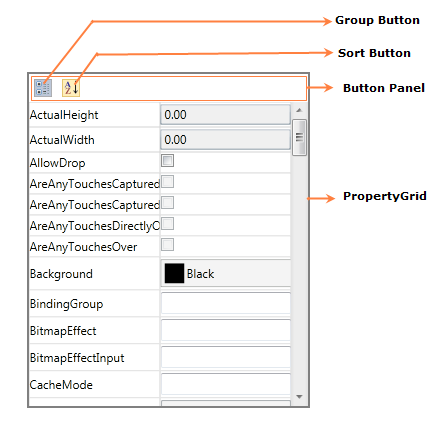 Group Button
Sort Button
Button Panel
A
Z
ActualHeight 0.00
ActualWidth 0.00
AllowDrop
AreAnyTouchesCaptured
AreAnyTouchesCaptured
AreAnyTouchesDirectlyO
AreAnyTouchesOver
PropertyGrid
Background Black
BindingGroup
BitmapEffect
BitmapEffectInput
CacheMode